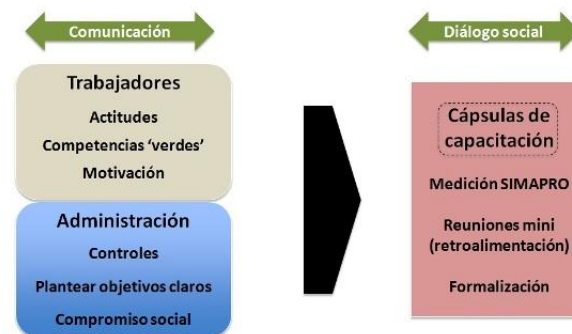 Comunicación
Diálogo social
Trabajadores
Actitudes
Competencias ‘verdes’
Motivación
Administración
Controles
Plantear objetivos claros
Compromiso social
Cápsulas de
capacitación
Medición SIMAPRO
Reuniones mini
(retroalimentación)
Formalización